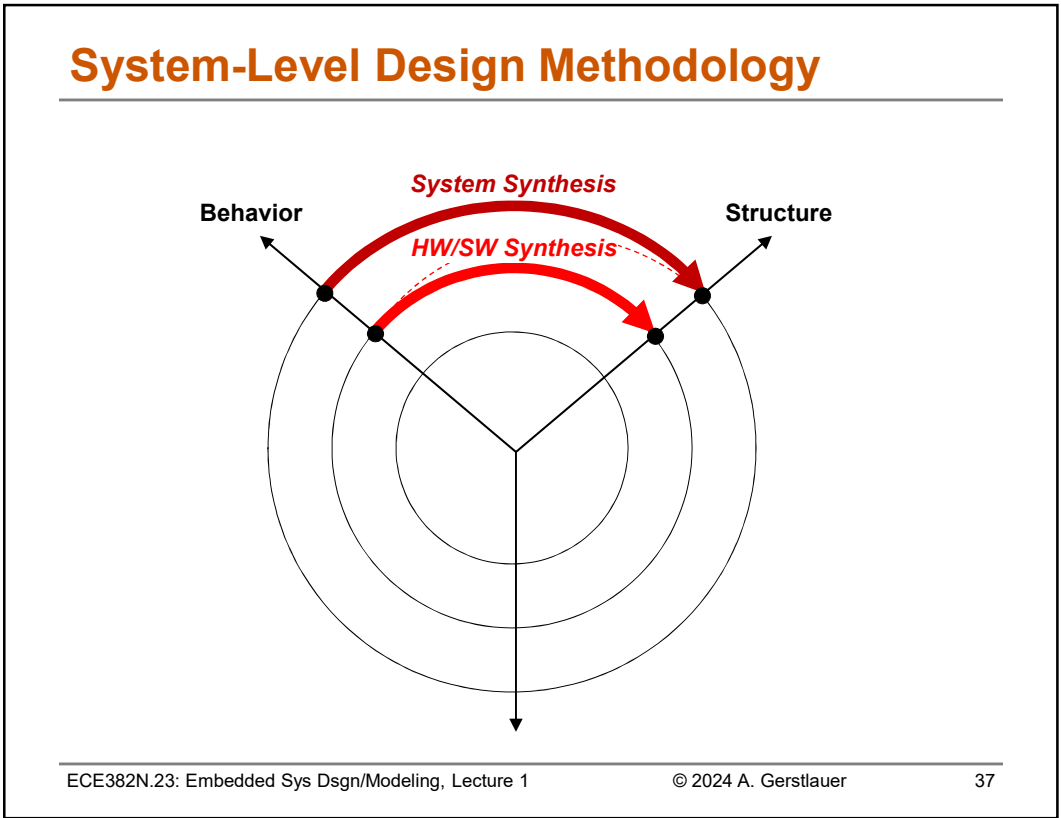 System-Level Design Methodology
System Synthesis
Behavior
Structure
HW/SW Synthesis
ECE382N.23: Embedded Sys Dsgn/Modeling, Lecture 1
© 2024 A. Gerstlauer
37